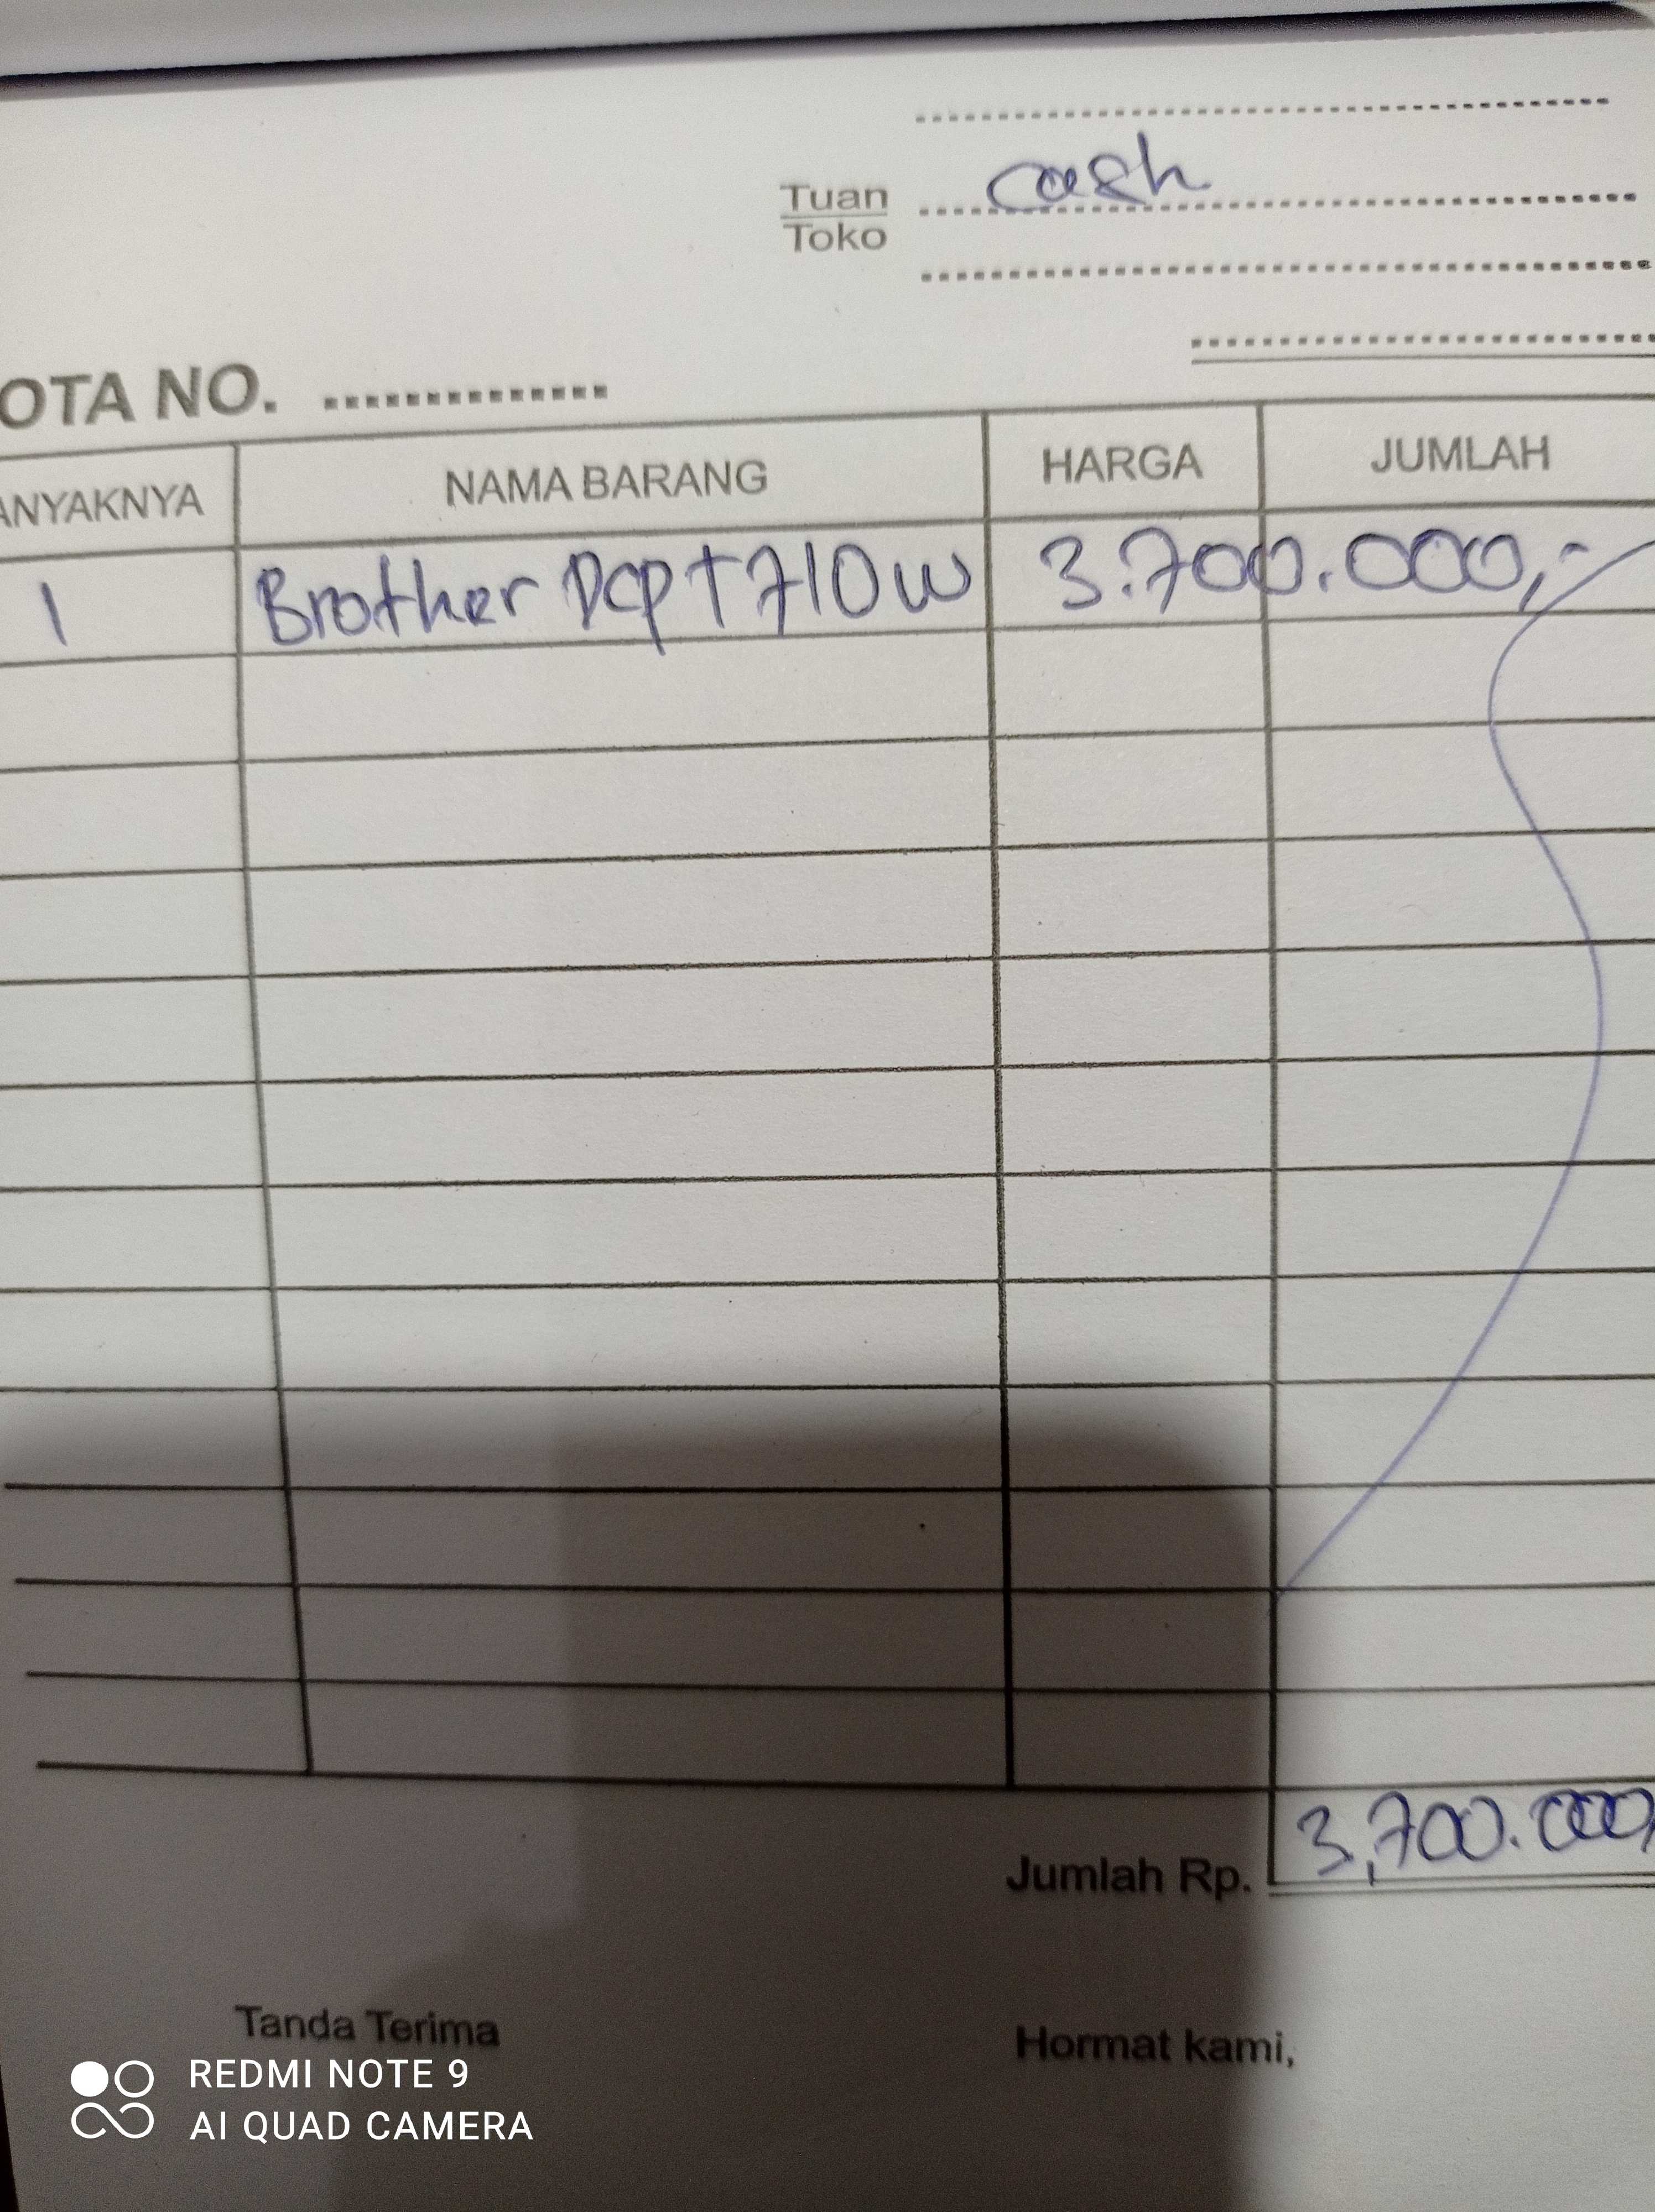 Tuan cash
Toko
OTA NO.
ANYAKNYA NAMA BARANG HARGA JUMLAH
1 Brother Dcp T 710 w 3.700.000,-
Jumlah Rp. 3,700.000,
Tanda Terima Hormat kami,
REDMI NOTE 9
AI QUAD CAMERA